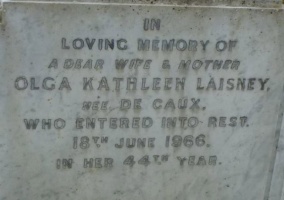 IN
LOVING MEMORY OF
A DEAR WIFE & MOTHER
OLGA KATHLEEN LAISNEY,
NÉE DE CAUX.
WHO ENTERED INTO REST.
18TH JUNE 1966.
IN HER 44TH YEAR.